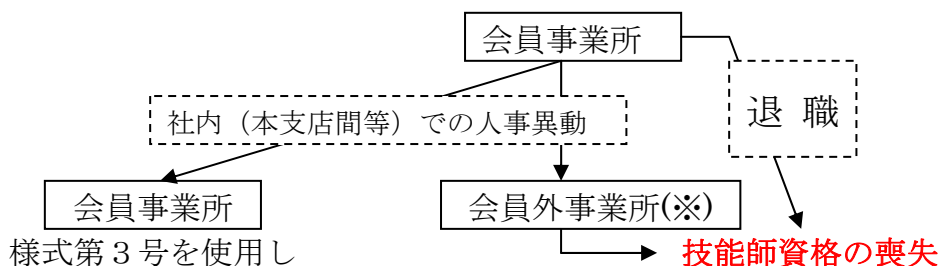 会員事業所
社内（本支店間等）での人事異動
退 職
会員事業所
会員外事業所(※)
様式第３号を使用し
技能師資格の喪失